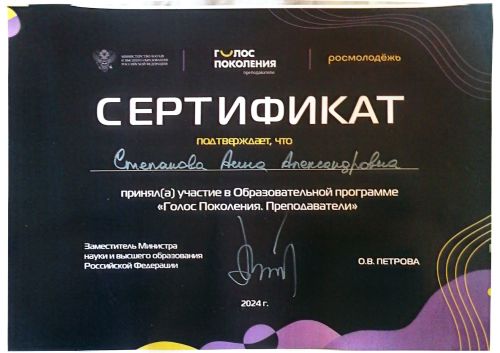 МИНИСТЕРСТВО НАУКИ
И ВЫСШЕГО ОБРАЗОВАНИЯ
РОССИЙСКОЙ ФЕДЕРАЦИИ
ГОЛОС
ПОКОЛЕНИЯ
преподаватели
росмолодёжь
СЕРТИФИКАТ
подтверждает, что
Степанова Анна Александровна
принял(а) участие в Образовательной программе
«Голос Поколения. Преподаватели»
Заместитель Министра
науки и высшего образования
Российской Федерации
О.В. ПЕТРОВА
2024 г.